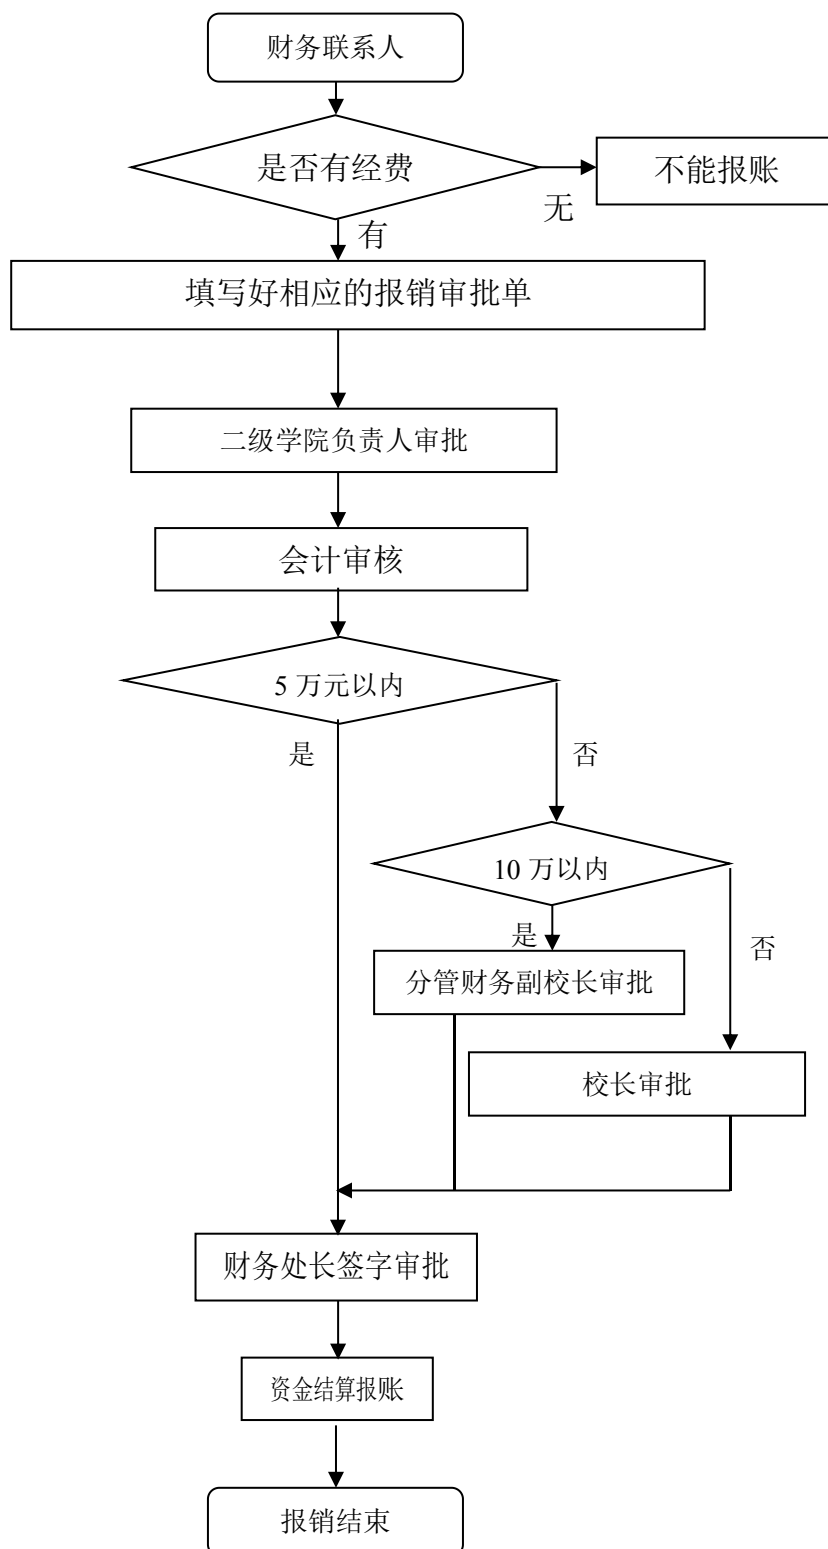 财务联系人
是否有经费
不能报账
无
有
填写好相应的报销审批单
二级学院负责人审批
会计审核
5 万元以内
是
否
10 万以内
是
否
分管财务副校长审批
校长审批
财务处长签字审批
资金结算报账
报销结束